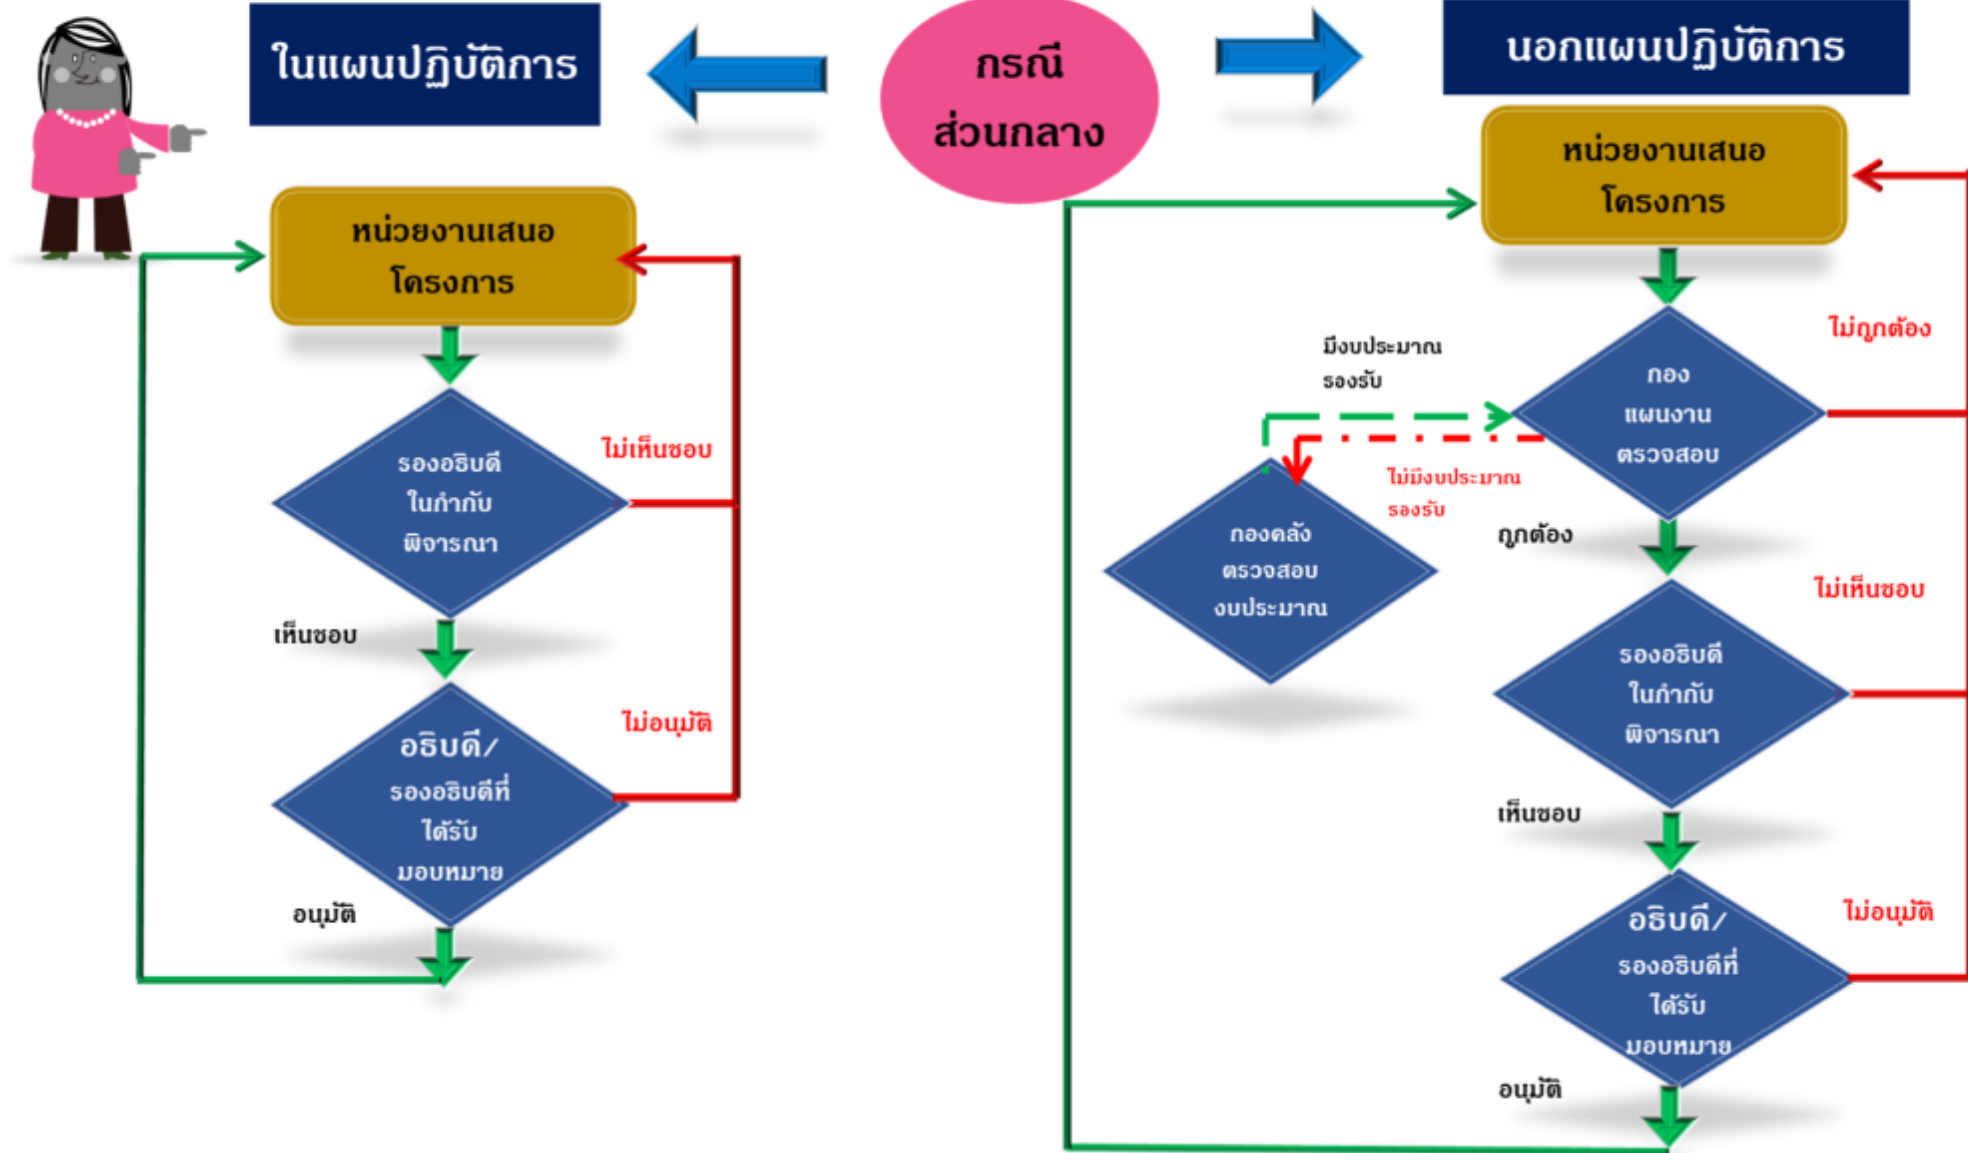 ในแผนปฏิบัติการ
กรณี
ส่วนกลาง
นอกแผนปฏิบัติการ
หน่วยงานเสนอ
โครงการ
รองอธิบดี
ในกำกับ
พิจารณา
ไม่เห็นชอบ
เห็นชอบ
อธิบดี/
รองอธิบดีที่
ได้รับ
มอบหมาย
ไม่อนุมัติ
อนุมัติ
หน่วยงานเสนอ
โครงการ
ไม่ถูกต้อง
กอง
แผนงาน
ตรวจสอบ
มีงบประมาณ
รองรับ
ไม่มีงบประมาณ
รองรับ
กองคลัง
ตรวจสอบ
งบประมาณ
ถูกต้อง
รองอธิบดี
ในกำกับ
พิจารณา
ไม่เห็นชอบ
เห็นชอบ
อธิบดี/
รองอธิบดีที่
ได้รับ
มอบหมาย
ไม่อนุมัติ
อนุมัติ